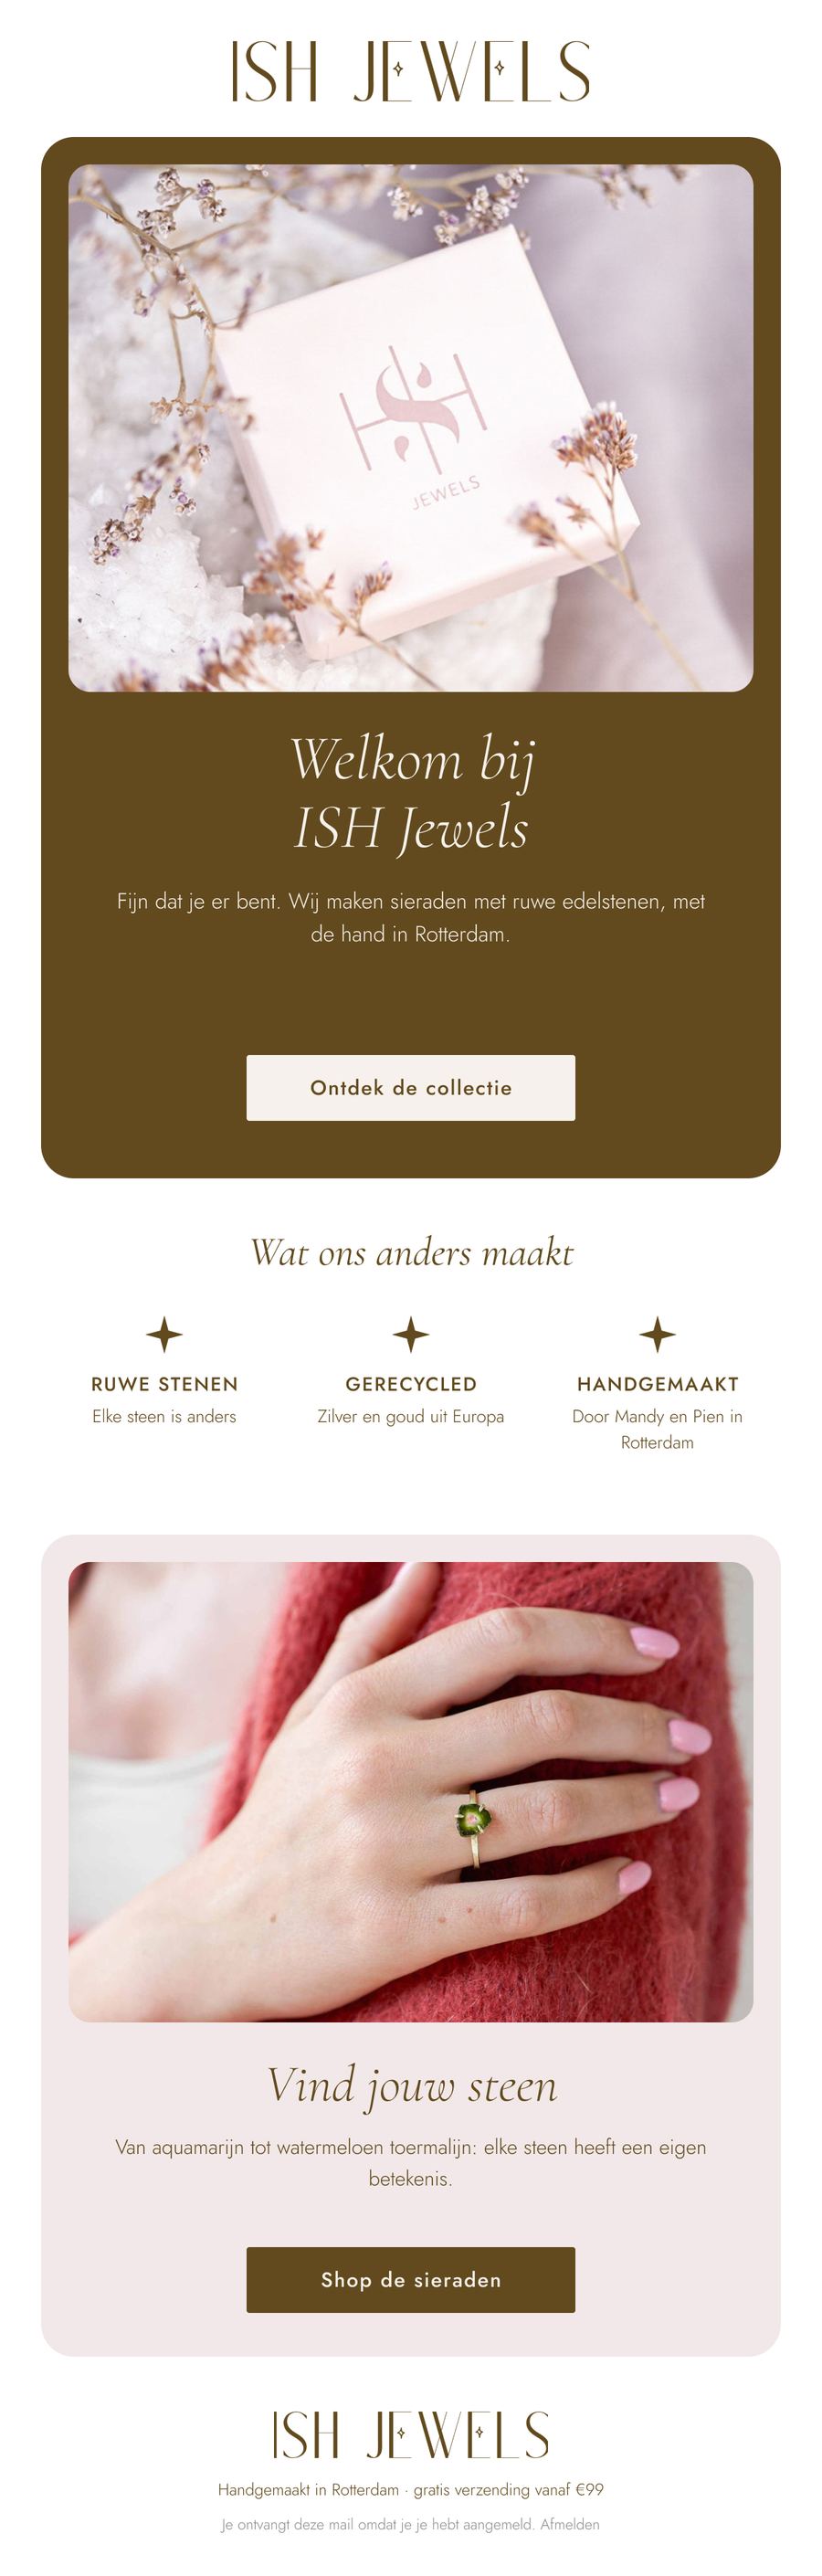 ISH JEWELS
ISH
JEWELS
Welkom bij
ISH Jewels
Fijn dat je er bent. Wij maken sieraden met ruwe edelstenen, met
de hand in Rotterdam.
Ontdek de collectie
Wat ons anders maakt
RUWE STENEN
Elke steen is anders
GERECYCLED
Zilver en goud uit Europa
HANDGEMAAKT
Door Mandy en Pien in
Rotterdam
Vind jouw steen
Van aquamarijn tot watermeloen toermalijn: elke steen heeft een eigen
betekenis.
Shop de sieraden
ISH JEWELS
Handgemaakt in Rotterdam · gratis verzending vanaf €99
Je ontvangt deze mail omdat je je hebt aangemeld. Afmelden